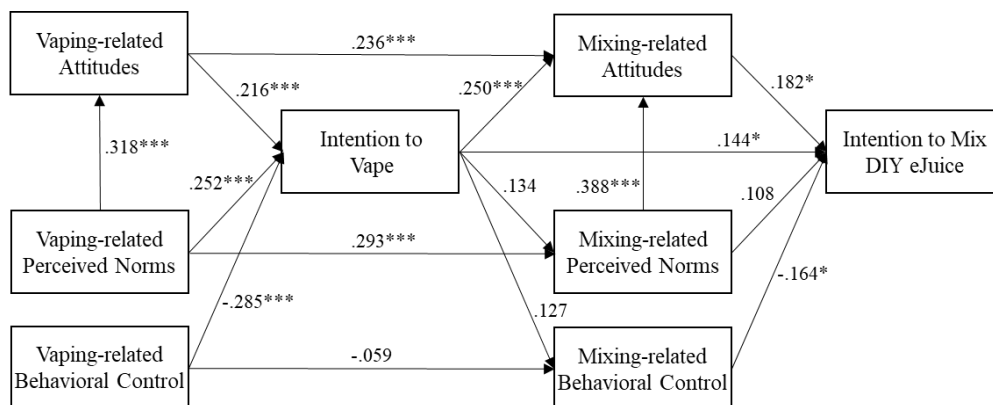 Vaping-related
Attitudes
.236***
Mixing-related
Attitudes
.216***
.250***
.182*
Intention to
Vape
.318***
.144*
Intention to Mix
DIY eJuice
.252***
.134
.388***
.108
Vaping-related
Perceived Norms
.293***
Mixing-related
Perceived Norms
-.285***
.127
-.164*
Vaping-related
Behavioral Control
-.059
Mixing-related
Behavioral Control